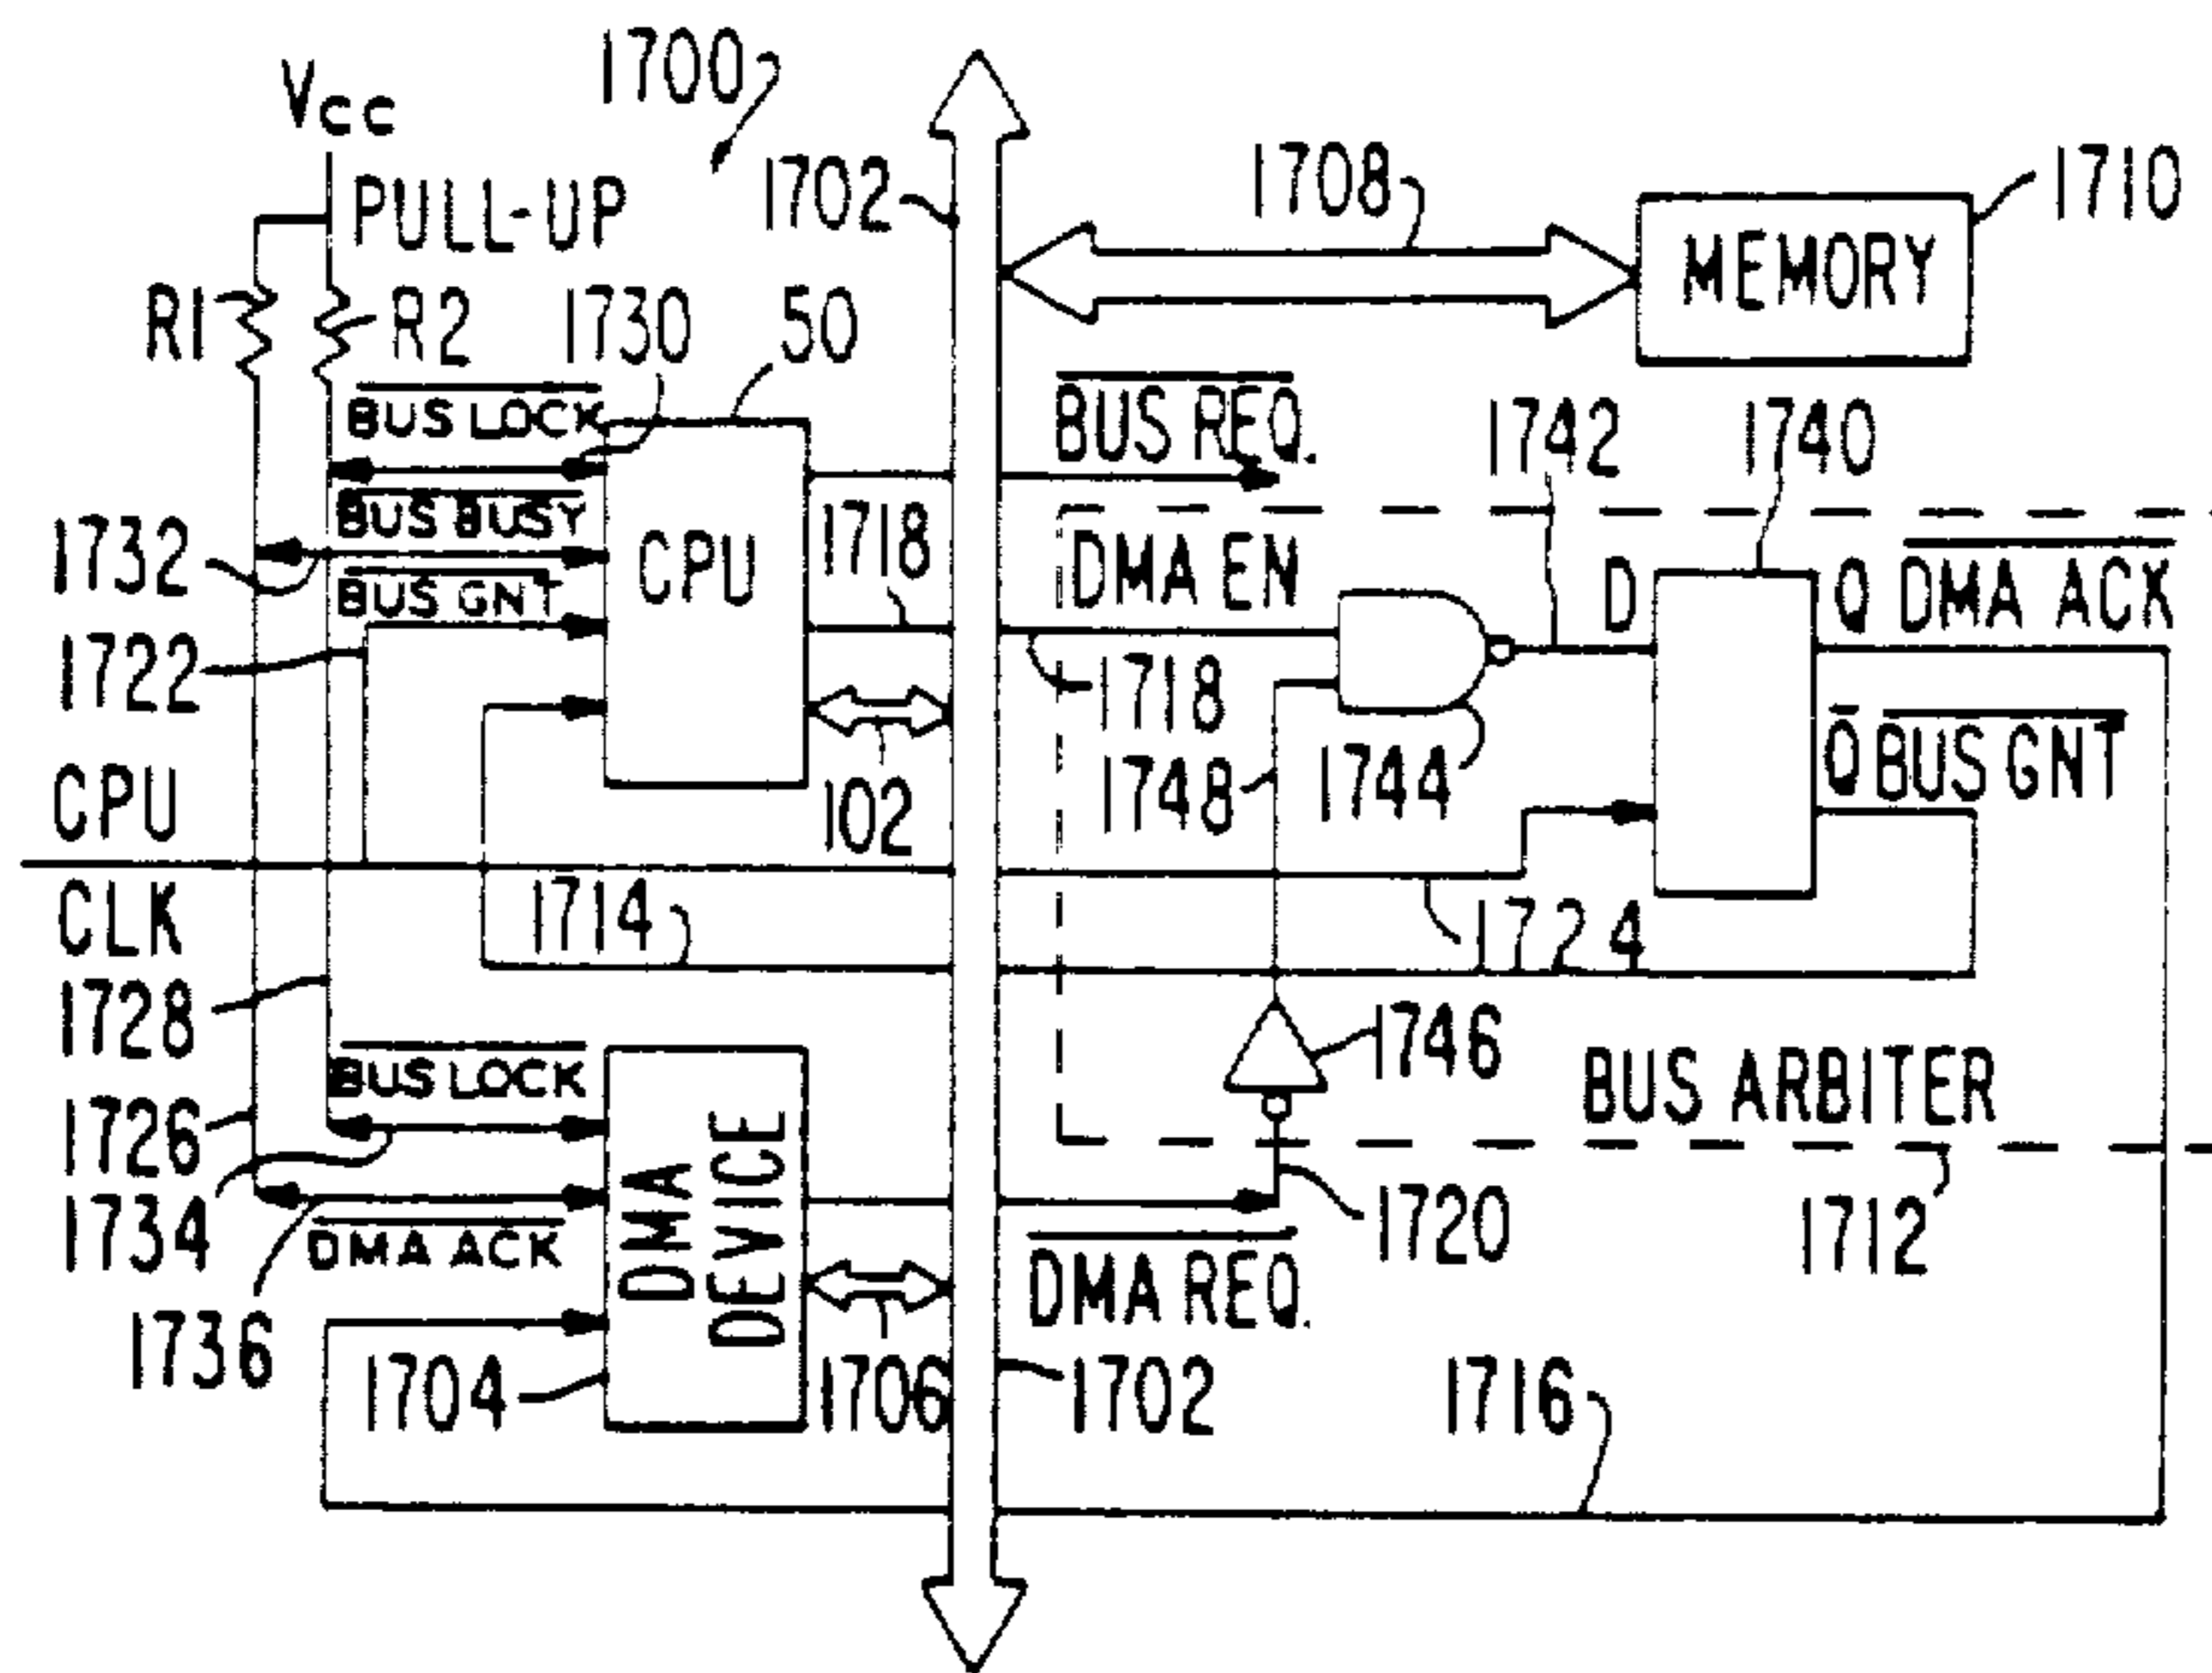 1700
Vcc
PULL-UP
1702
1708
1710
MEMORY
R1
R2
1730
50
BUS LOCK
BUS REQ.
1742
1740
BUS BUSY
1732
CPU
1718
DMA EN
D
Q
DMA ACK
BUS GNT
1722
1718
1748
1744
Q̅
BUS GNT
CPU
102
CLK
1714
1724
1728
BUS LOCK
1746
BUS ARBITER
1726
1734
DMA ACK
DMA
DEVICE
1720
1712
DMA REQ.
1736
1704
1706
1702
1716